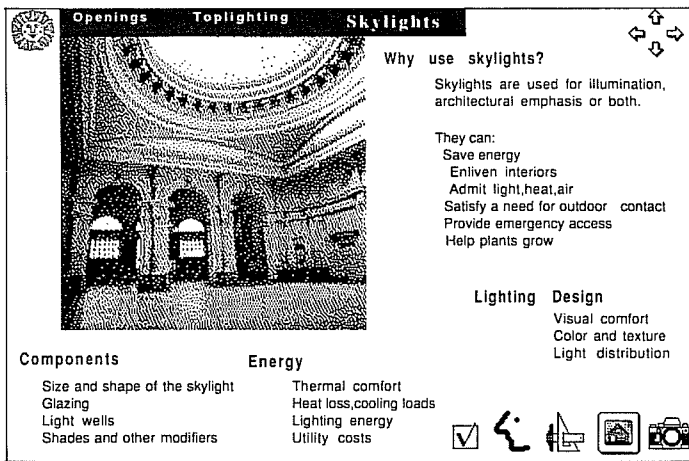 Openings Toplighting Skylights
Why use skylights?
Skylights are used for illumination,
architectural emphasis or both.
They can:
Save energy
Enliven interiors
Admit light,heat,air
Satisfy a need for outdoor contact
Provide emergency access
Help plants grow
Lighting Design
Visual comfort
Color and texture
Light distribution
Components
Size and shape of the skylight
Glazing
Light wells
Shades and other modifiers
Energy
Thermal comfort
Heat loss,cooling loads
Lighting energy
Utility costs